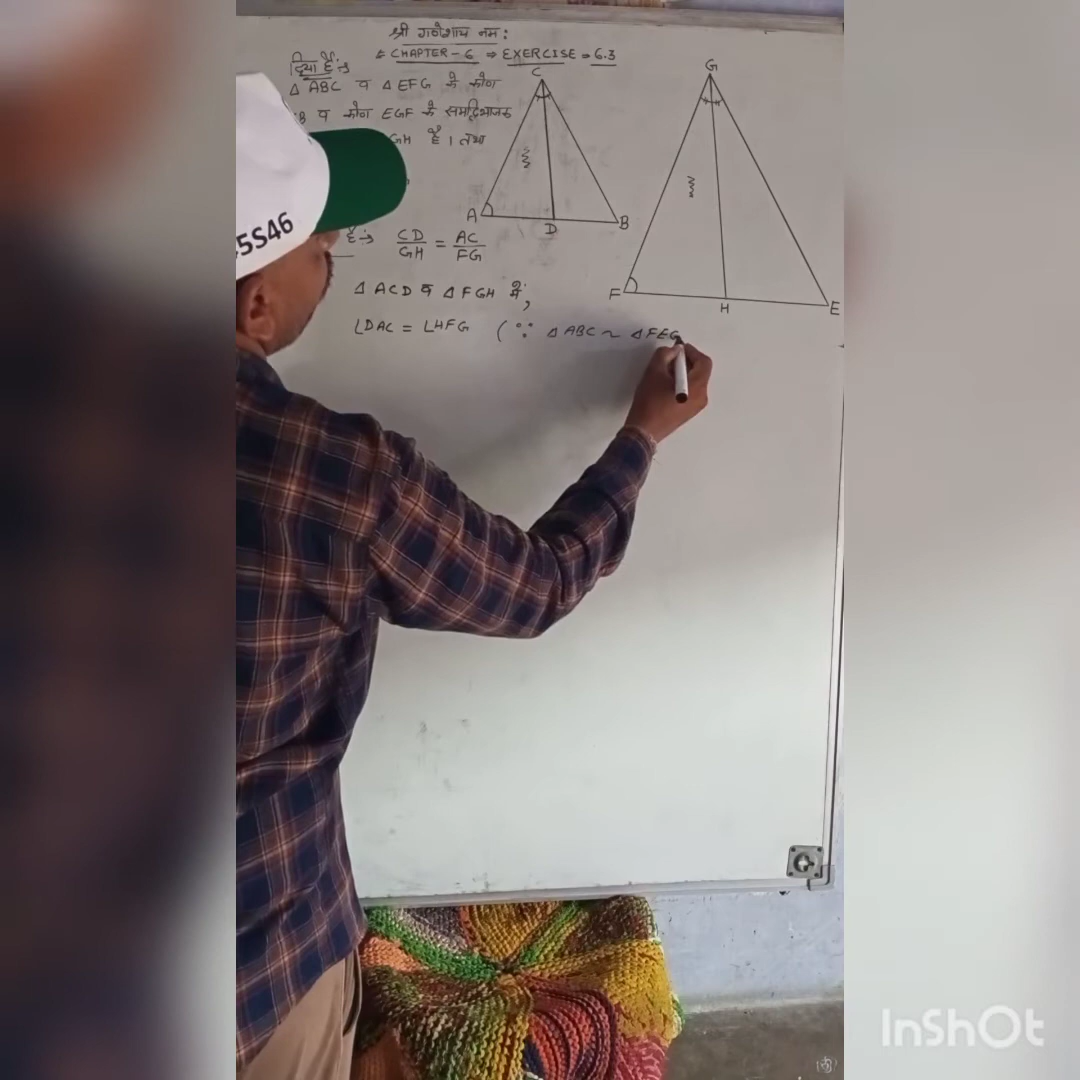 श्री गणेशाय नम:
CHAPTER-6 ⇒ EXERCISE ⇒ 6.3
दिया है:→
△ ABC व △ EFG के कोण
B व कोण EGF के समद्विभाजक
GH है। तथा
है:→ CD/GH = AC/FG
△ ACD व △ FGH में,
∠DAC = ∠HFG (∵ △ABC ~ △FEG
C
A
D
B
G
F
H
E
5S46
InShOt